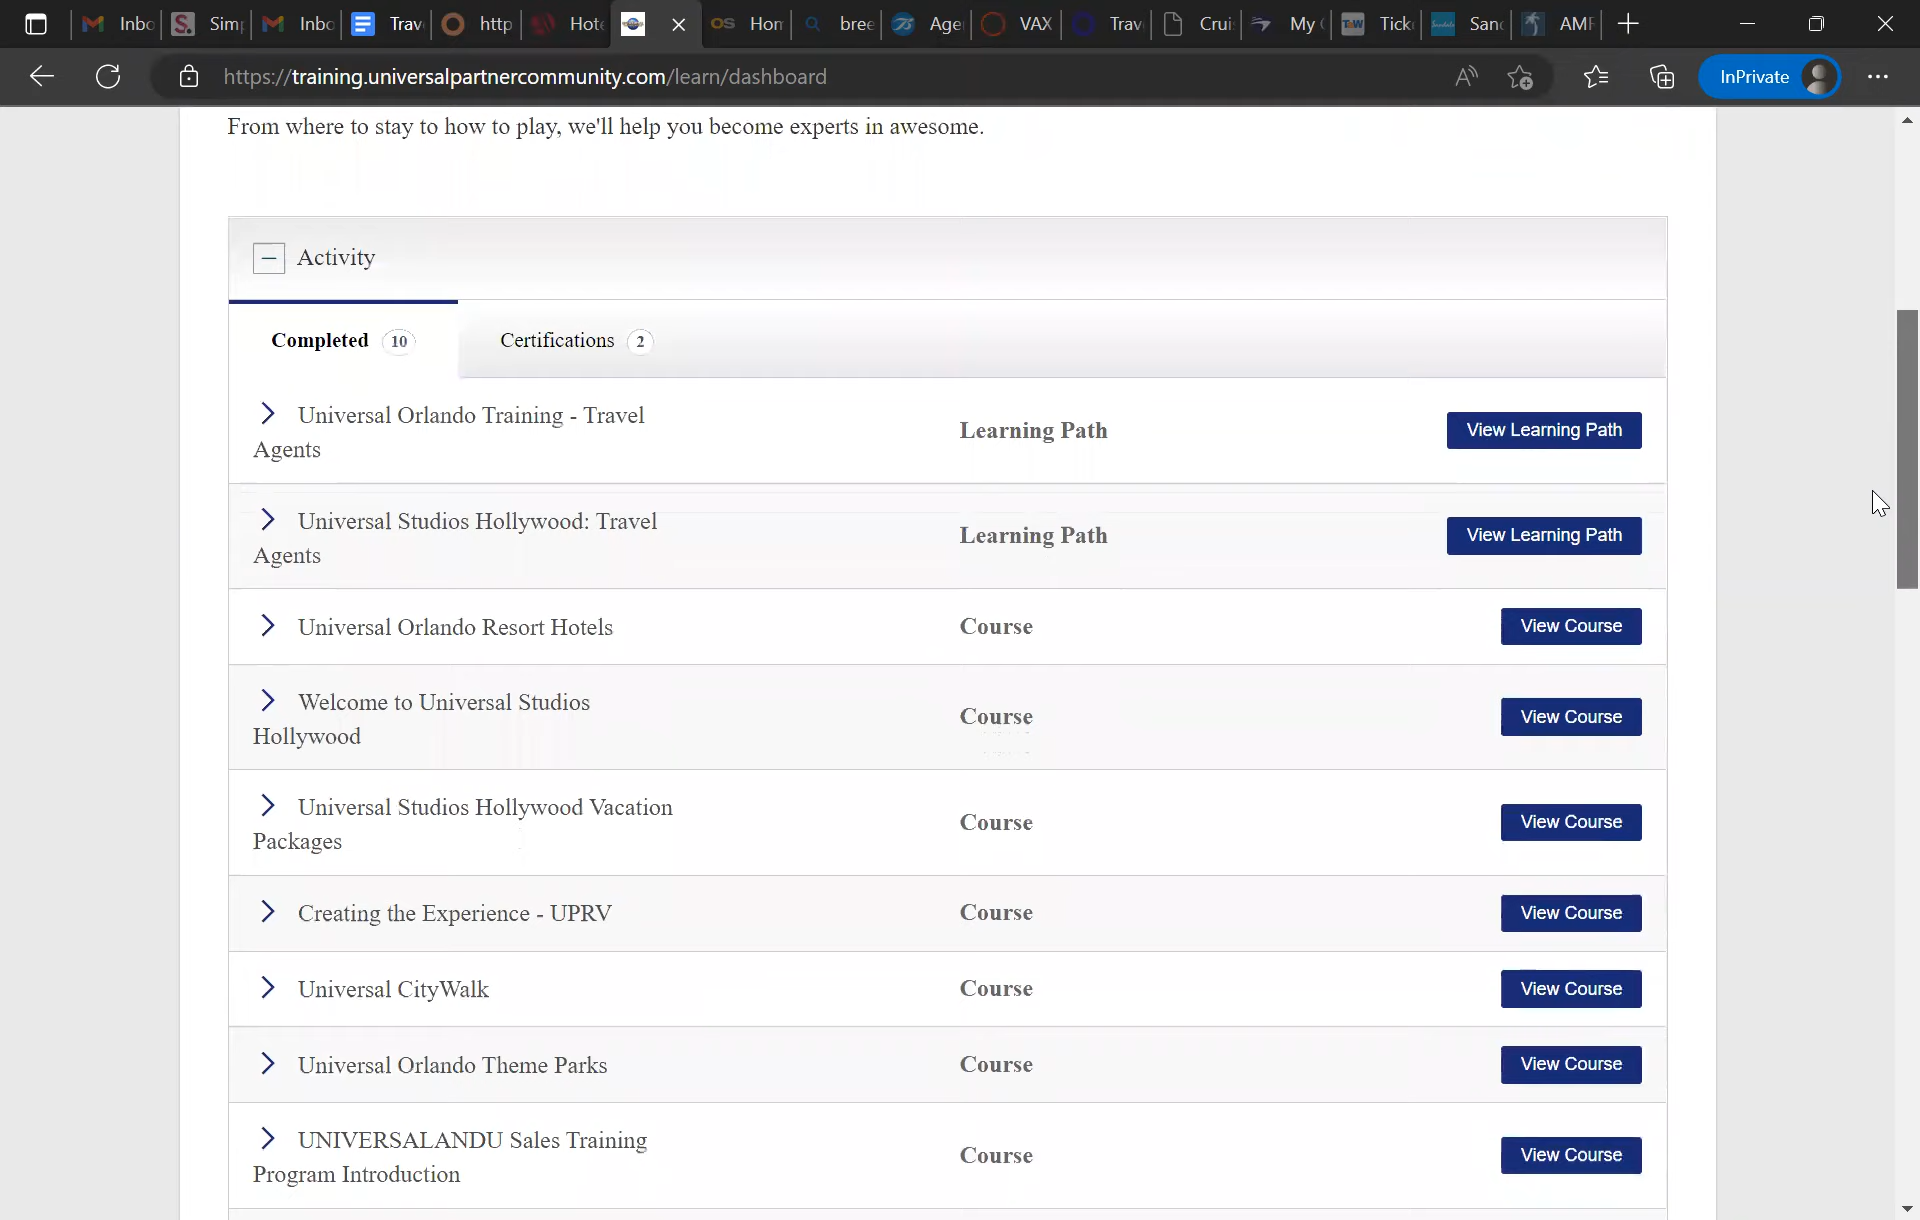 Inbo
Sim
Inbo
Trav
http
Hote
Hom
bree
Age
VAX
Trav
Crui
My
Tick
Sand
AMR
https://training.universalpartnercommunity.com/learn/dashboard
InPrivate
From where to stay to how to play, we'll help you become experts in awesome.
Activity
Completed 10
Certifications 2
Universal Orlando Training - Travel
Agents
Learning Path
View Learning Path
Universal Studios Hollywood: Travel
Agents
Learning Path
View Learning Path
Universal Orlando Resort Hotels
Course
View Course
Welcome to Universal Studios
Hollywood
Course
View Course
Universal Studios Hollywood Vacation
Packages
Course
View Course
Creating the Experience - UPRV
Course
View Course
Universal CityWalk
Course
View Course
Universal Orlando Theme Parks
Course
View Course
UNIVERSALANDU Sales Training
Program Introduction
Course
View Course